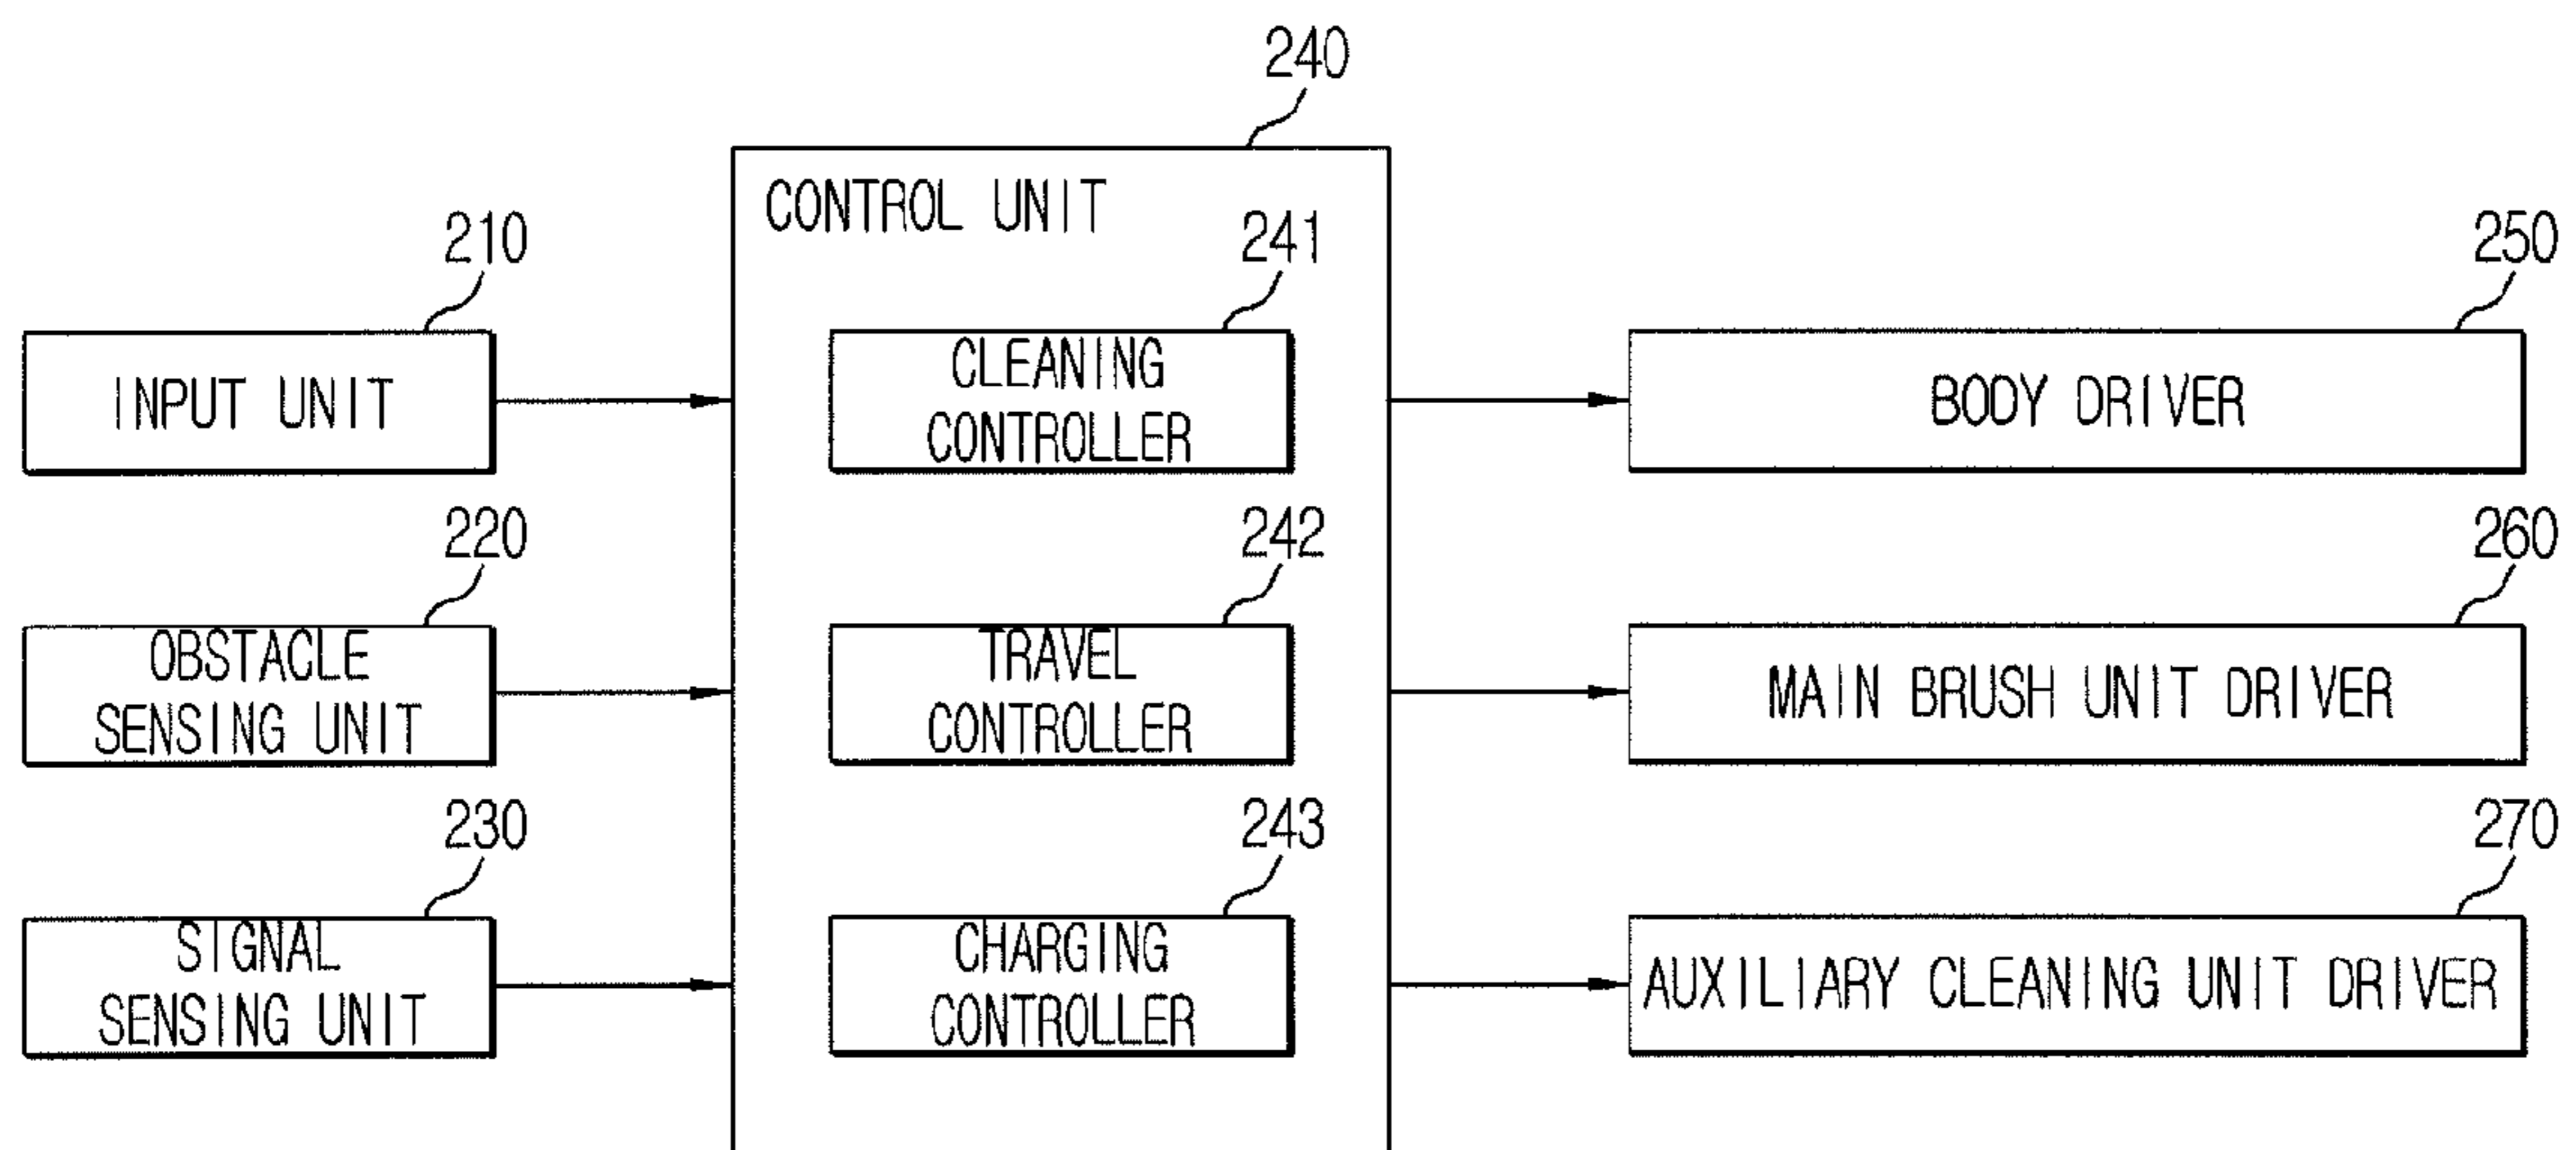 240
CONTROL UNIT
210
241
250
INPUT UNIT
CLEANING
CONTROLLER
BODY DRIVER
220
242
260
OBSTACLE
SENSING UNIT
TRAVEL
CONTROLLER
MAIN BRUSH UNIT DRIVER
230
243
270
SIGNAL
SENSING UNIT
CHARGING
CONTROLLER
AUXILIARY CLEANING UNIT DRIVER